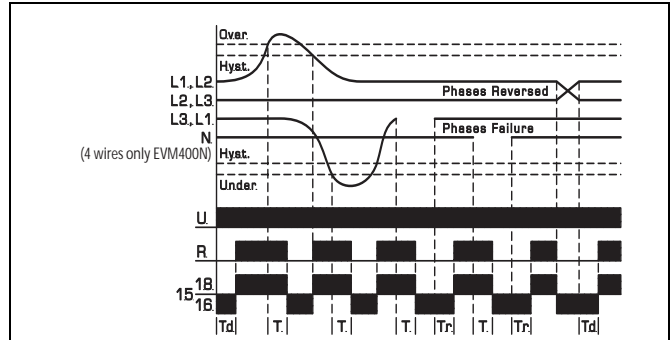 Over.
Hyst.
L1.,L2.
Phases Reversed
L2.,L3.
L3.,L1.
Phases Failure
N.
(4 wires only EVM400N)
Hyst.
Under.
U.
R.
18.
15
16.
Td. T. T. T. Tr. T. Tr. Td.